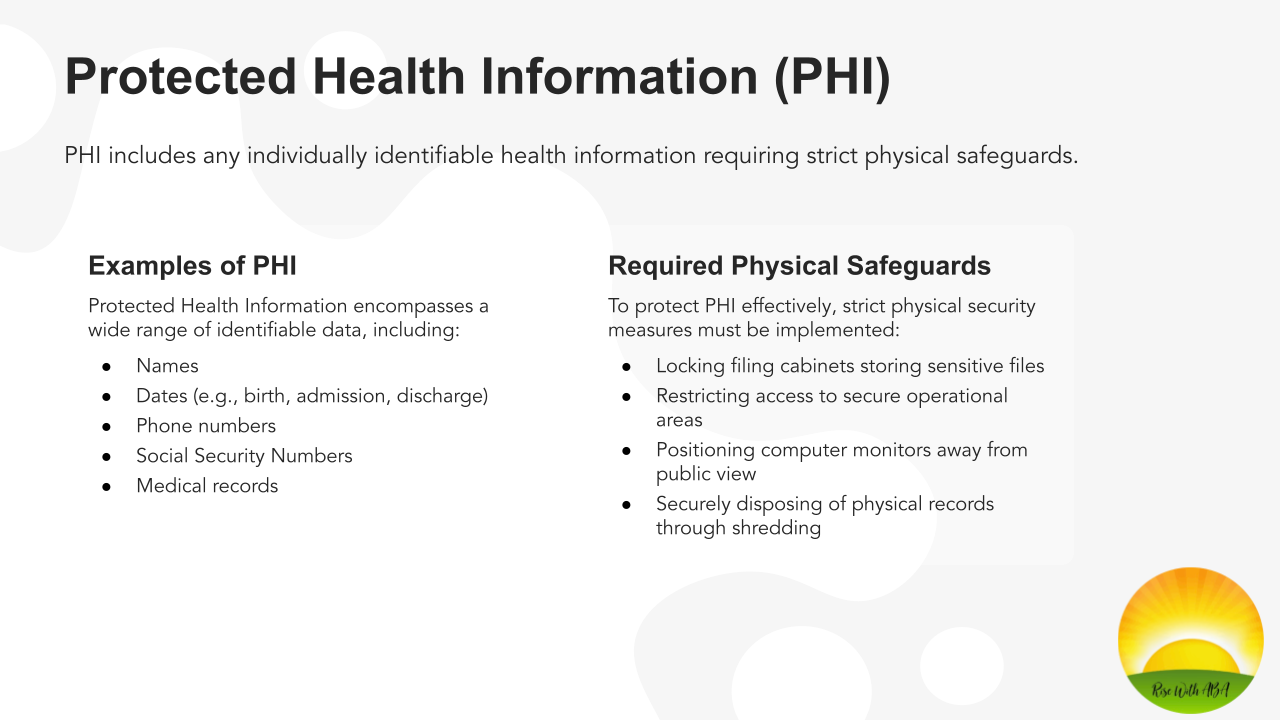 Protected Health Information (PHI)
PHI includes any individually identifiable health information requiring strict physical safeguards.
Examples of PHI
Protected Health Information encompasses a
wide range of identifiable data, including:
● Names
● Dates (e.g., birth, admission, discharge)
● Phone numbers
● Social Security Numbers
● Medical records
Required Physical Safeguards
To protect PHI effectively, strict physical security
measures must be implemented:
● Locking filing cabinets storing sensitive files
● Restricting access to secure operational
areas
● Positioning computer monitors away from
public view
● Securely disposing of physical records
through shredding
Rise With ABA